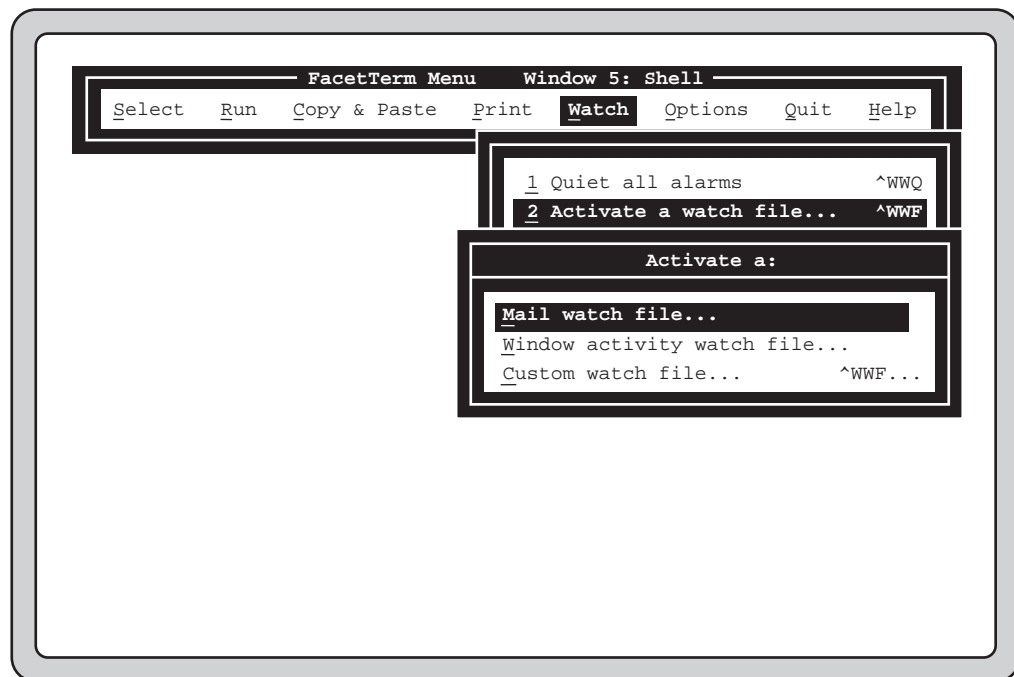 FacetTerm Menu Window 5: Shell
Select Run Copy & Paste Print Watch Options Quit Help
1 Quiet all alarms ^WWQ
2 Activate a watch file... ^WWF
Activate a:
Mail watch file...
Window activity watch file...
Custom watch file... ^WWF...